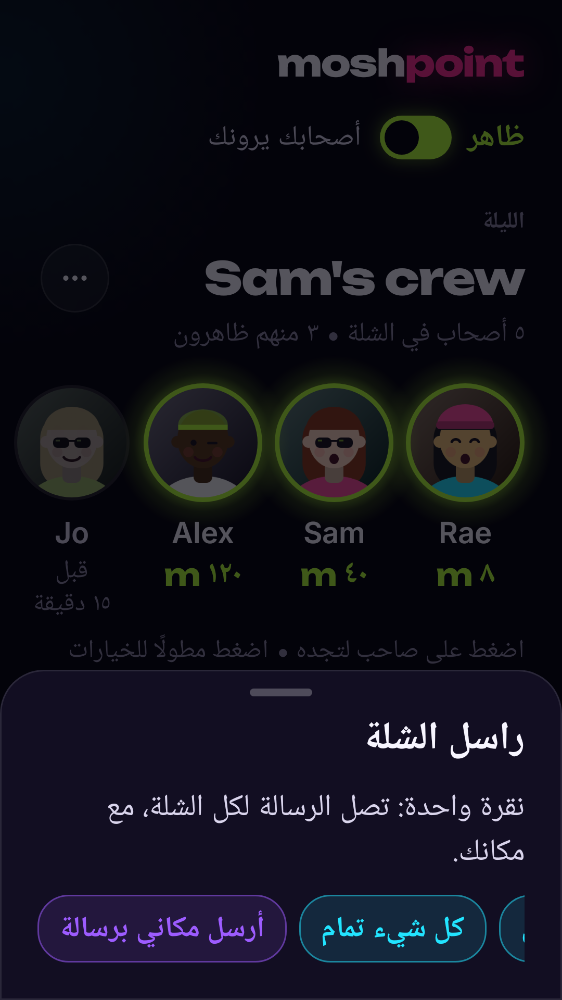 moshpoint
ظاهر أصحابك يرونك
الليلة
Sam's crew
٥ أصحاب في الشلة • ٣ منهم ظاهرون
Rae Sam Alex Jo
٨ m ٤٠ m ١٢٠ m قبل
١٥ دقيقة
اضغط على صاحب لتجده • اضغط مطولًا للخيارات
راسل الشلة
نقرة واحدة: تصل الرسالة لكل الشلة، مع
مكانك.
كل شيء تمام أرسل مكاني برسالة